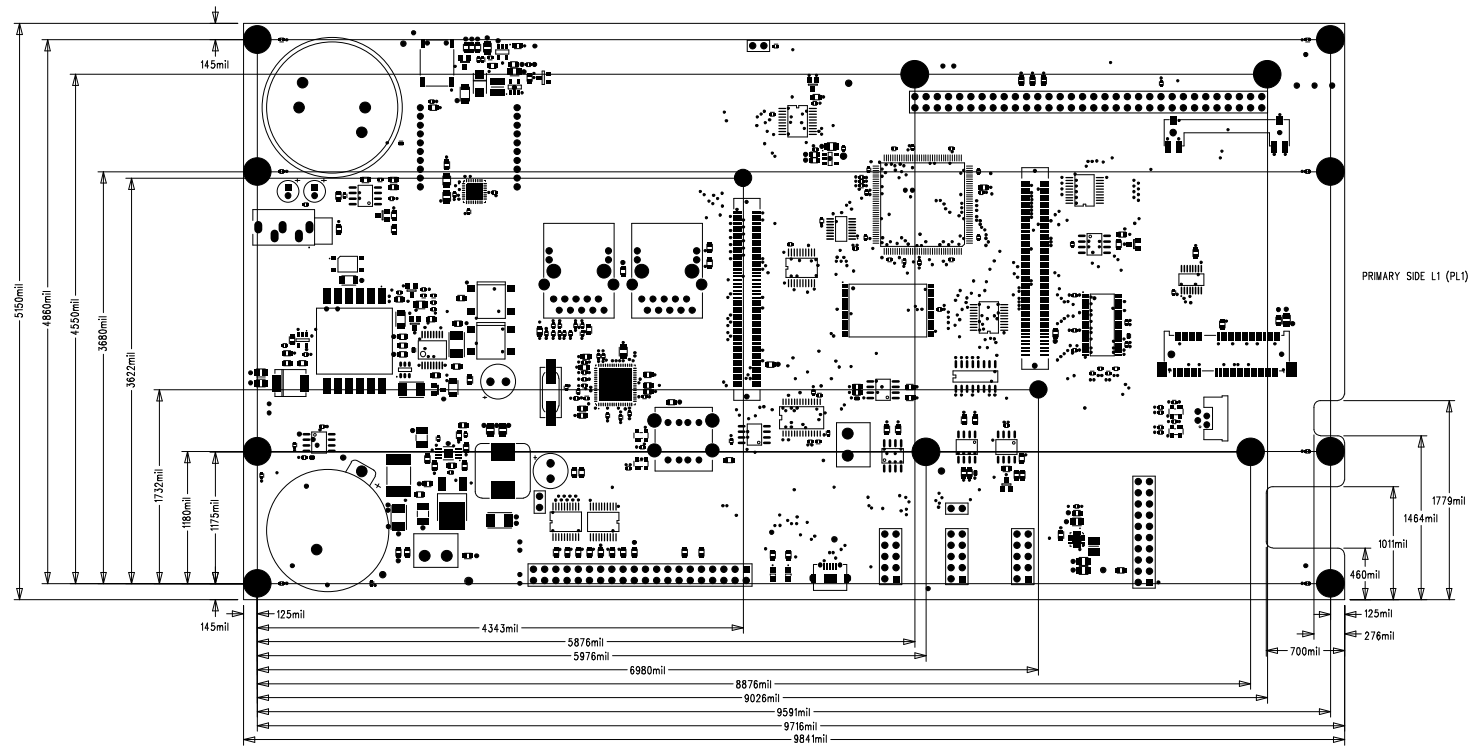 145mil
5150mil
4860mil
4550mil
3680mil
3622mil
1732mil
1180mil
1175mil
PRIMARY SIDE L1 (PL1)
1779mil
1464mil
1011mil
460mil
145mil
125mil
125mil
4343mil
276mil
5876mil
700mil
5976mil
6980mil
8876mil
9026mil
9591mil
9716mil
9841mil